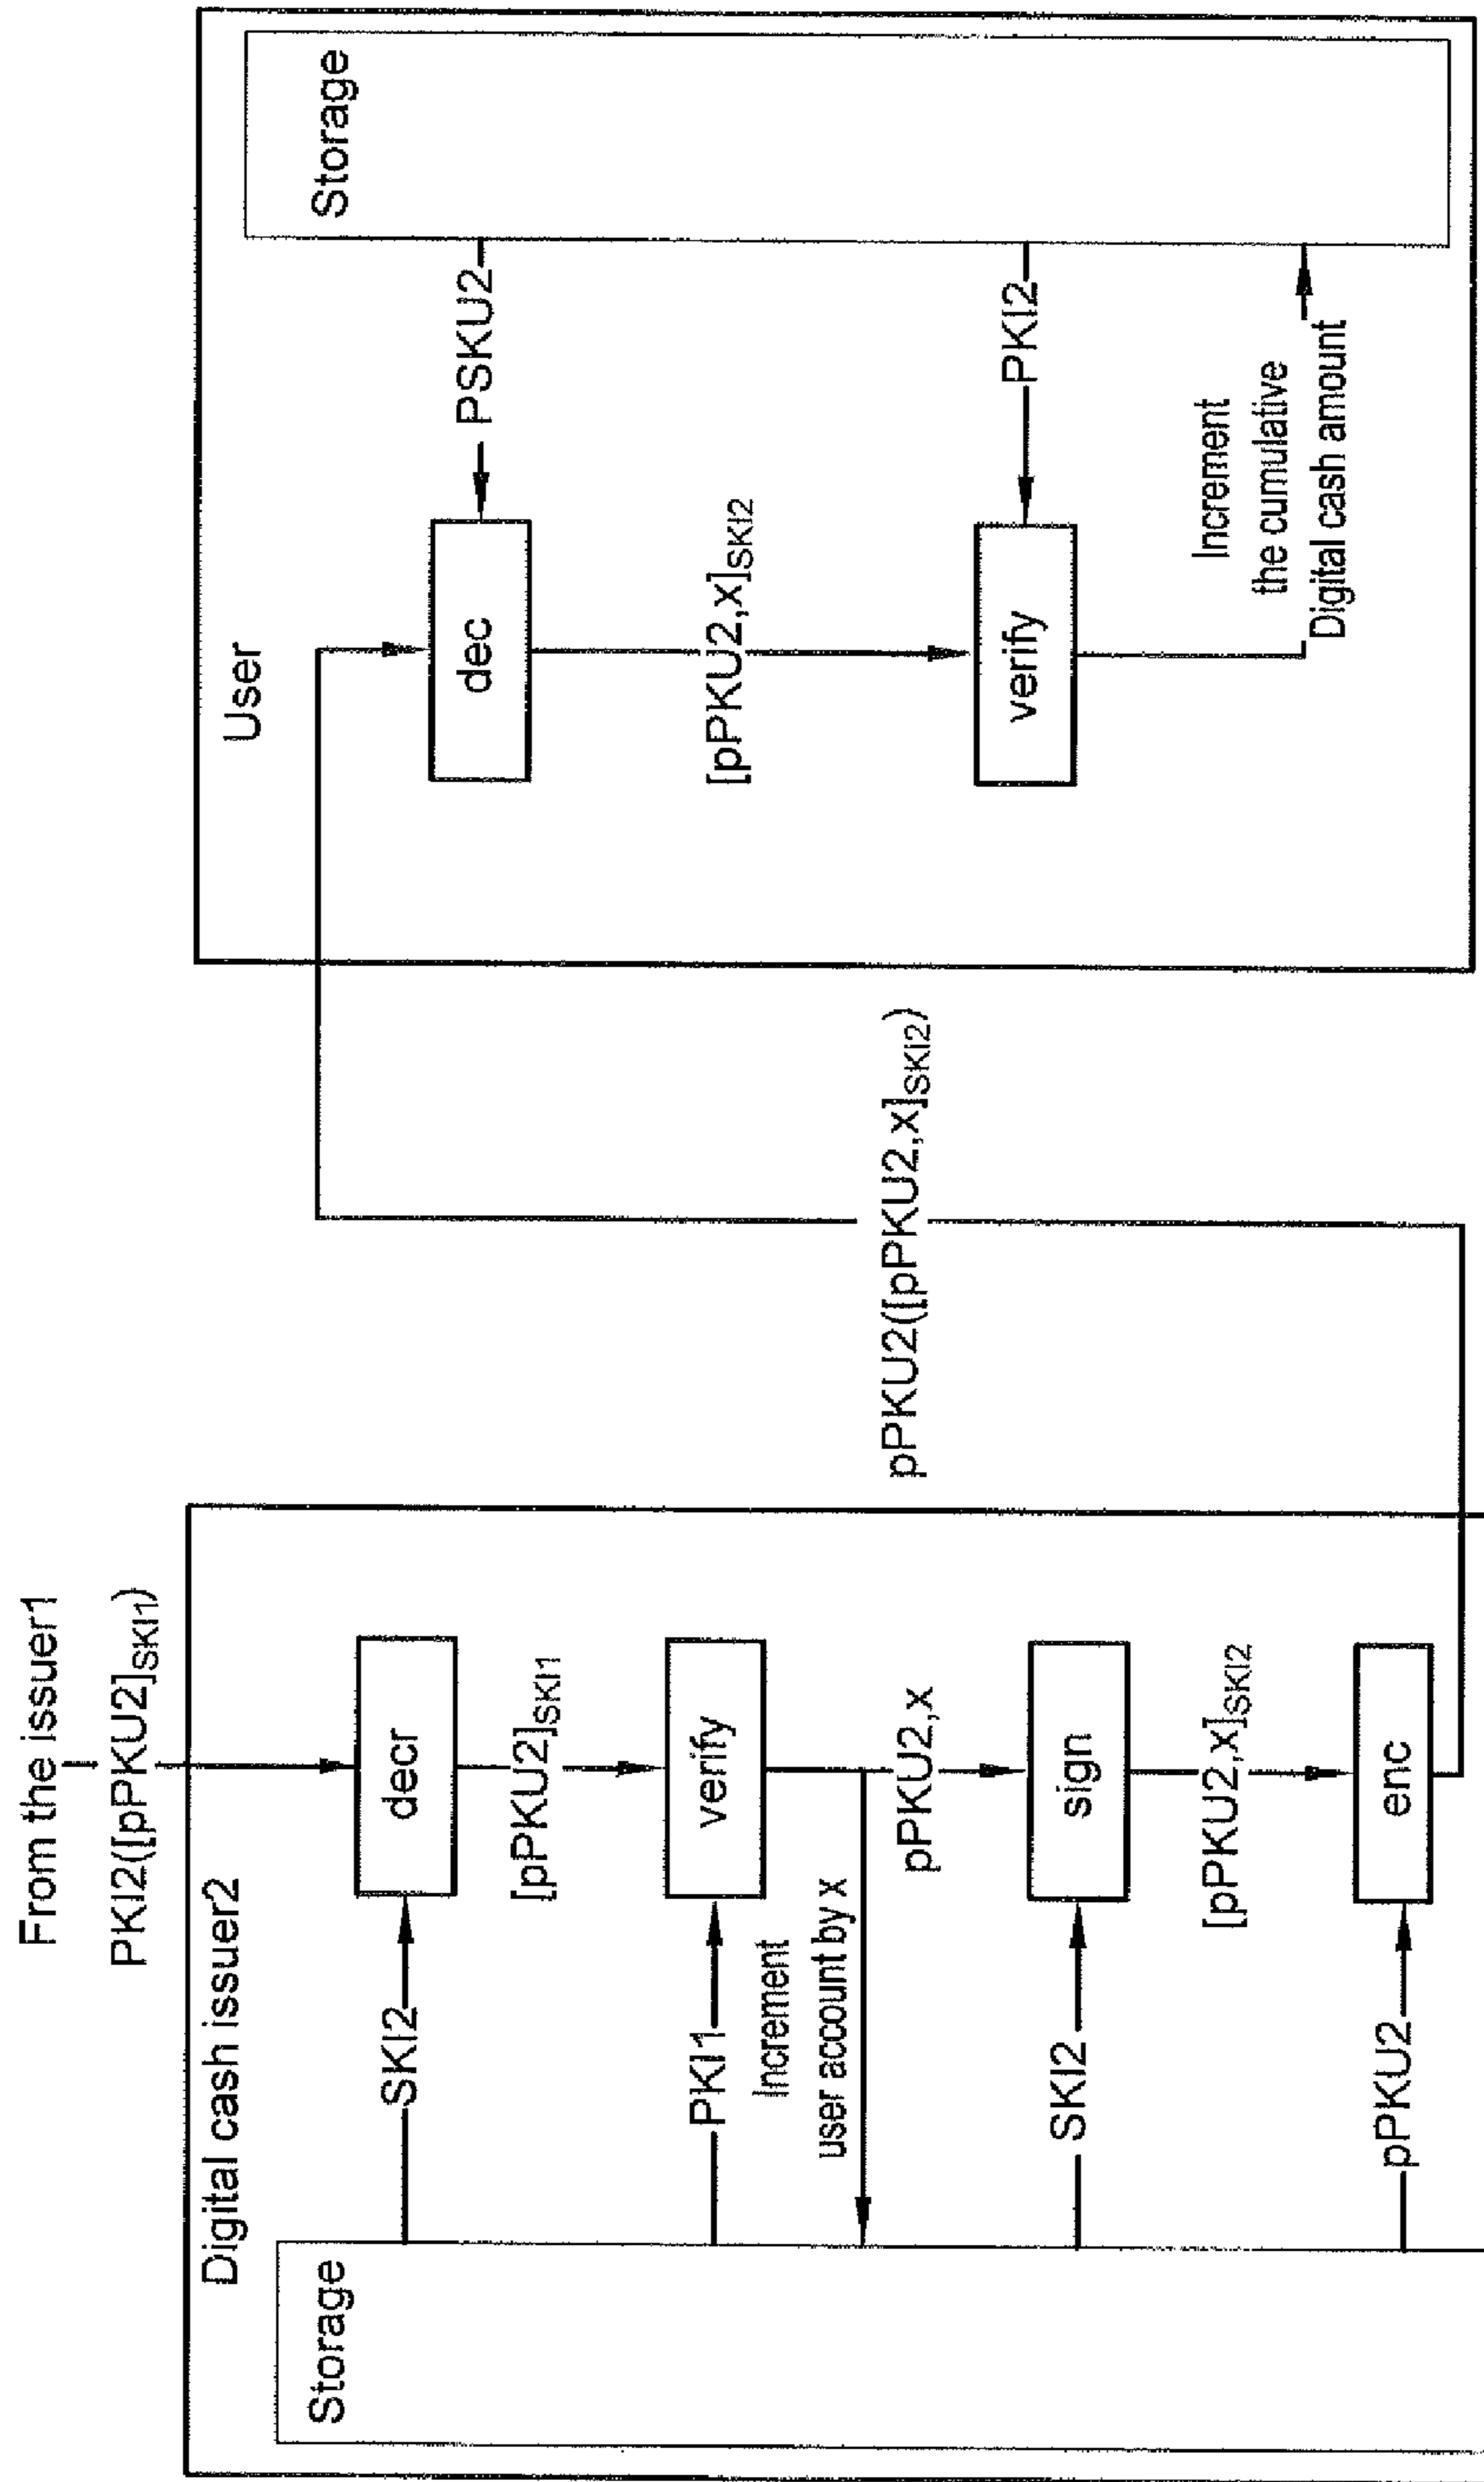 From the issuer1
PKI2([pPKU2]SKI1)
Digital cash issuer2
Storage
SKI2
decr
[pPKU2]SKI1
PKI1
verify
Increment
user account by x
pPKU2,x
SKI2
sign
[pPKU2,x]SKI2
pPKU2
enc
pPKU2([pPKU2,x]SKI2)
User
Storage
PSKU2
dec
[pPKU2,x]SKI2
PKI2
verify
Increment
the cumulative
Digital cash amount